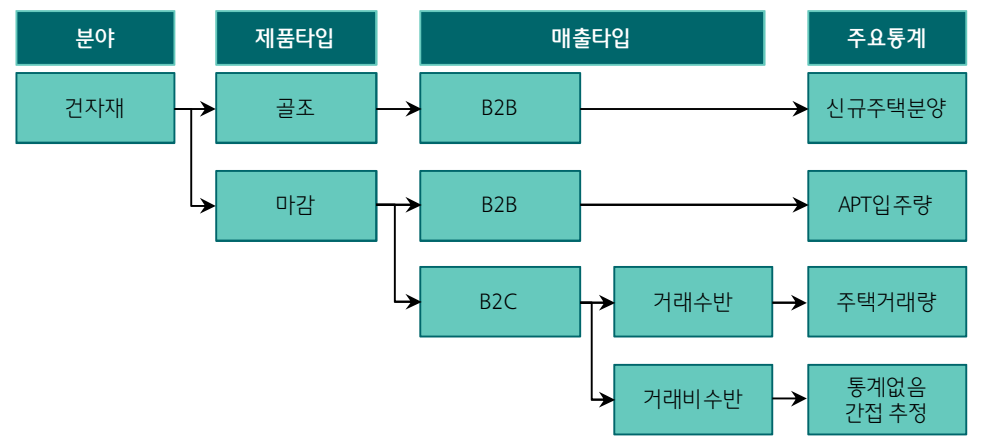 분야 제품타입 매출타입 주요통계
건자재 골조 B2B 신규주택분양
마감 B2B APT입주량
B2C 거래수반 주택거래량
거래비수반 통계없음
간접 추정